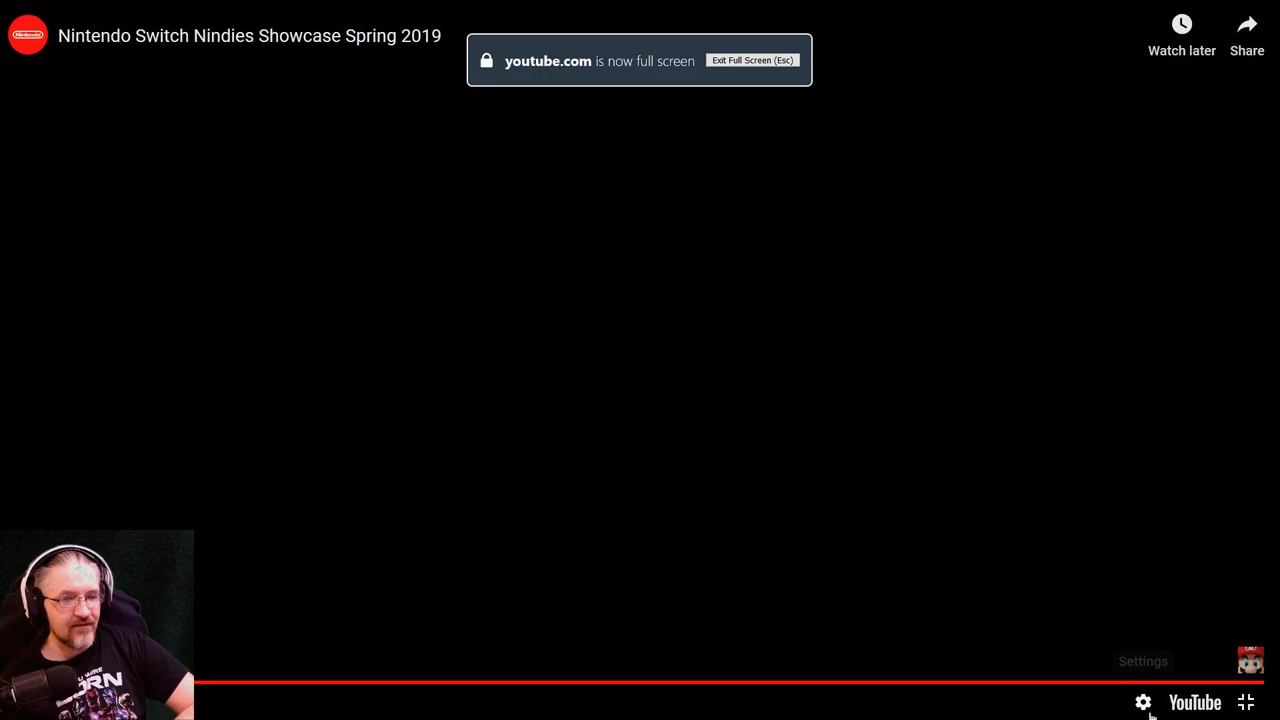 Nintendo
Nintendo Switch Nindies Showcase Spring 2019
youtube.com is now full screen
Exit Full Screen (Esc)
Watch later
Share
Settings
YouTube